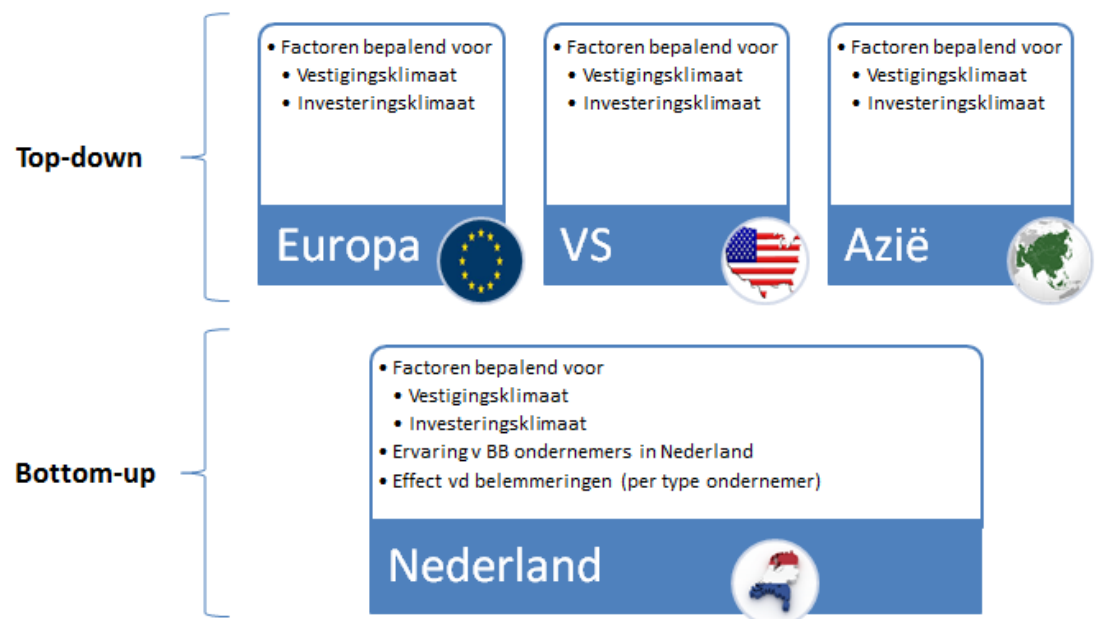 Top-down
• Factoren bepalend voor
• Vestigingsklimaat
• Investeringsklimaat
Europa
• Factoren bepalend voor
• Vestigingsklimaat
• Investeringsklimaat
VS
• Factoren bepalend voor
• Vestigingsklimaat
• Investeringsklimaat
Azië
Bottom-up
• Factoren bepalend voor
• Vestigingsklimaat
• Investeringsklimaat
• Ervaring v BB ondernemers in Nederland
• Effect vd belemmeringen (per type ondernemer)
Nederland